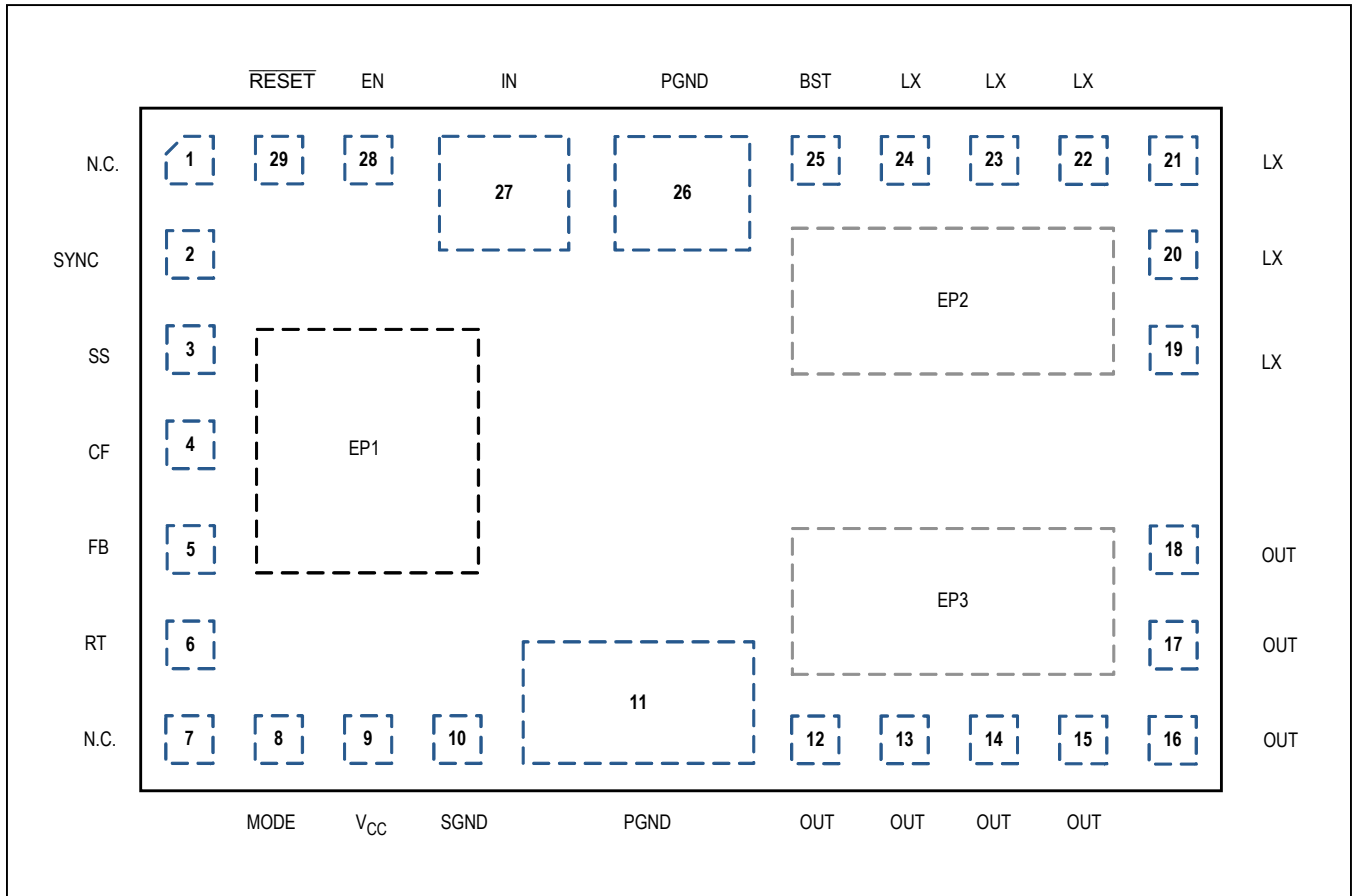 RESET EN IN PGND BST LX LX LX
N.C. 1 29 28 27 26 25 24 23 22 21 LX
SYNC 2 EP2 20 LX
SS 3 19 LX
CF 4 EP1
FB 5 18 OUT
EP3
RT 6 17 OUT
11
N.C. 7 8 9 10 12 13 14 15 16 OUT
MODE VCC SGND PGND OUT OUT OUT OUT